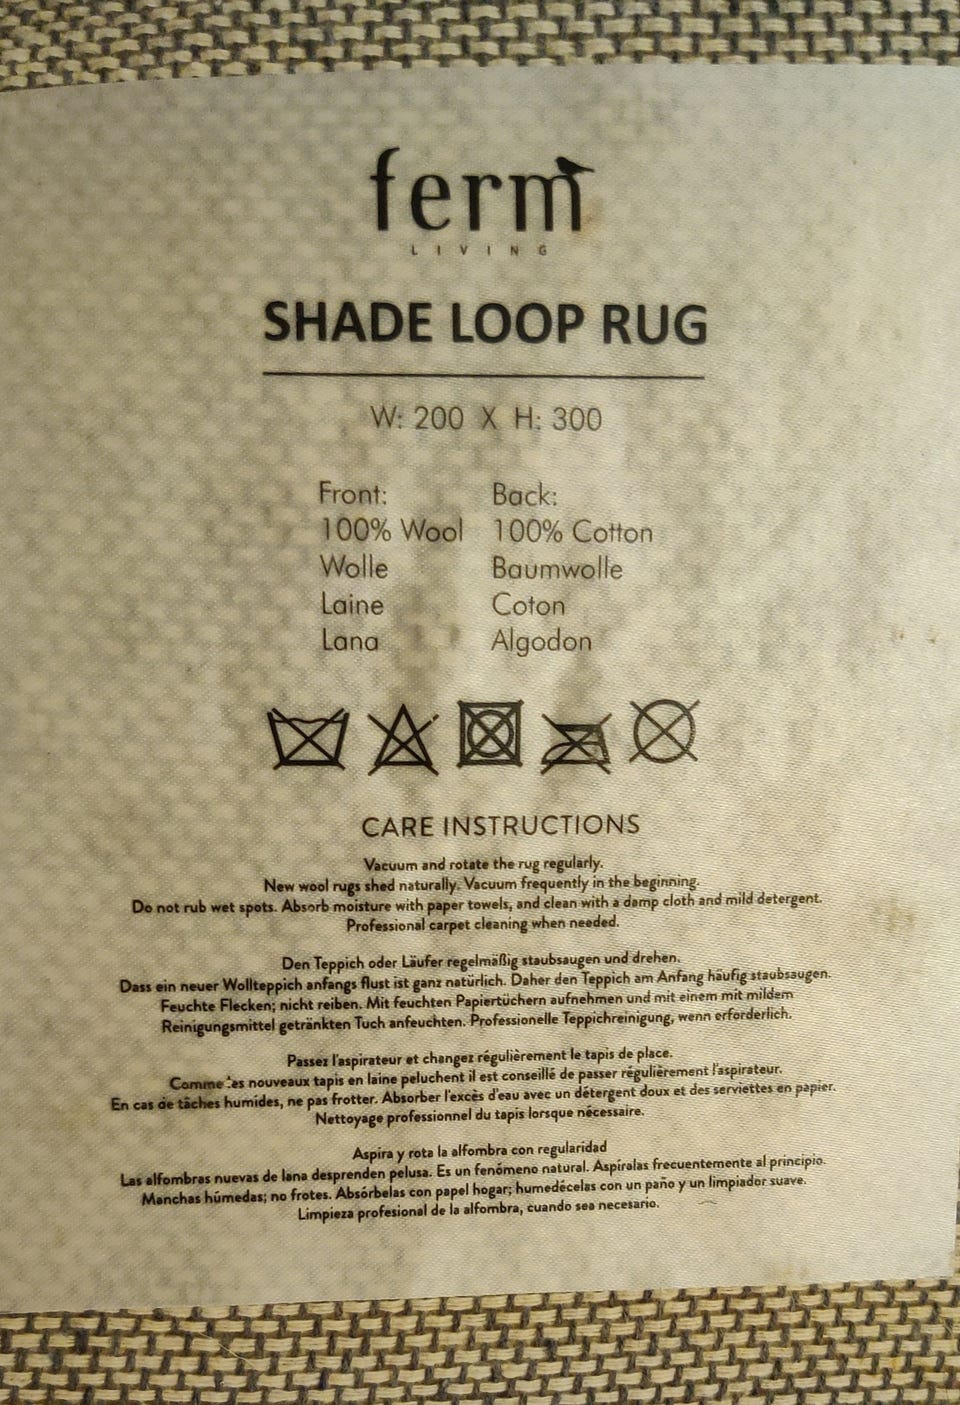 ferm
LIVING
SHADE LOOP RUG
W: 200 X H: 300
Front: Back:
100% Wool 100% Cotton
Wolle Baumwolle
Laine Coton
Lana Algodon
CARE INSTRUCTIONS
Vacuum and rotate the rug regularly.
New wool rugs shed naturally. Vacuum frequently in the beginning.
Do not rub wet spots. Absorb moisture with paper towels, and clean with a damp cloth and mild detergent.
Professional carpet cleaning when needed.
Den Teppich oder Läufer regelmäßig staubsaugen und drehen.
Dass ein neuer Wollteppich anfangs flust ist ganz natürlich. Daher den Teppich am Anfang häufig staubsaugen.
Feuchte Flecken; nicht reiben. Mit feuchten Papiertüchern aufnehmen und mit einem mit mildem
Reinigungsmittel getränkten Tuch anfeuchten. Professionelle Teppichreinigung, wenn erforderlich.
Passez l'aspirateur et changez régulièrement le tapis de place.
Comme les nouveaux tapis en laine peluchent il est conseillé de passer régulièrement l'aspirateur.
En cas de tâches humides, ne pas frotter. Absorber l'excès d'eau avec un détergent doux et des serviettes en papier.
Nettoyage professionnel du tapis lorsque nécessaire.
Aspira y rota la alfombra con regularidad
Las alfombras nuevas de lana desprenden pelusa. Es un fenómeno natural. Aspíralas frecuentemente al principio.
Manchas húmedas; no frotes. Absórbelas con papel hogar; humedécelas con un paño y un limpiador suave.
Limpieza profesional de la alfombra, cuando sea necesario.